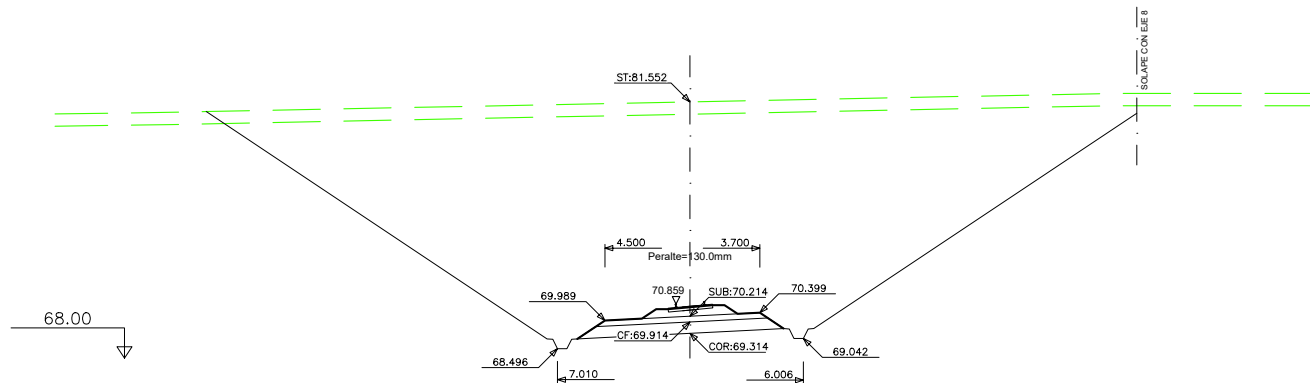 SOLAPE CON EJE 8
ST:81.552
4.500 3.700
Peralte=130.0mm
70.859
SUB:70.214
70.399
69.989
68.00
CF:69.914
COR:69.314
68.496
69.042
7.010
6.006